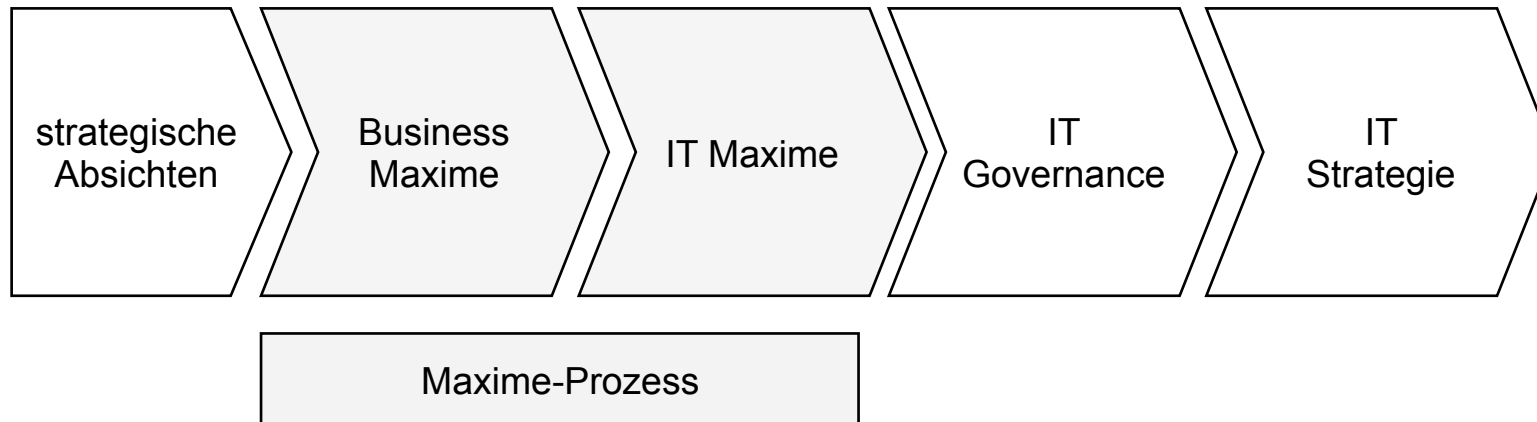 strategische
Absichten
Business
Maxime
IT Maxime
IT
Governance
IT
Strategie
Maxime-Prozess